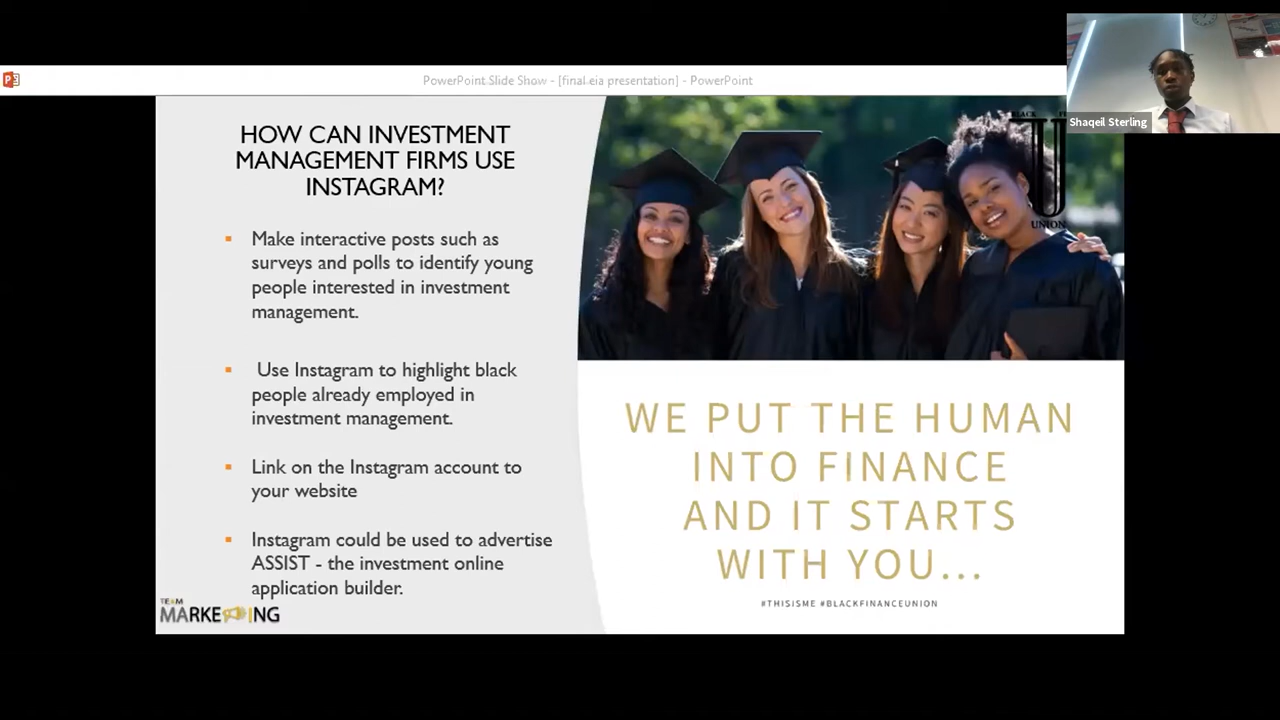 PowerPoint Slide Show - [final eia presentation] - PowerPoint
Shaqeil Sterling
HOW CAN INVESTMENT
MANAGEMENT FIRMS USE
INSTAGRAM?
Make interactive posts such as
surveys and polls to identify young
people interested in investment
management.
Use Instagram to highlight black
people already employed in
investment management.
Link on the Instagram account to
your website
Instagram could be used to advertise
ASSIST - the investment online
application builder.
TEAM
MARKETING
BLACK
U
UNION
WE PUT THE HUMAN
INTO FINANCE
AND IT STARTS
WITH YOU...
#THISISME #BLACKFINANCEUNION